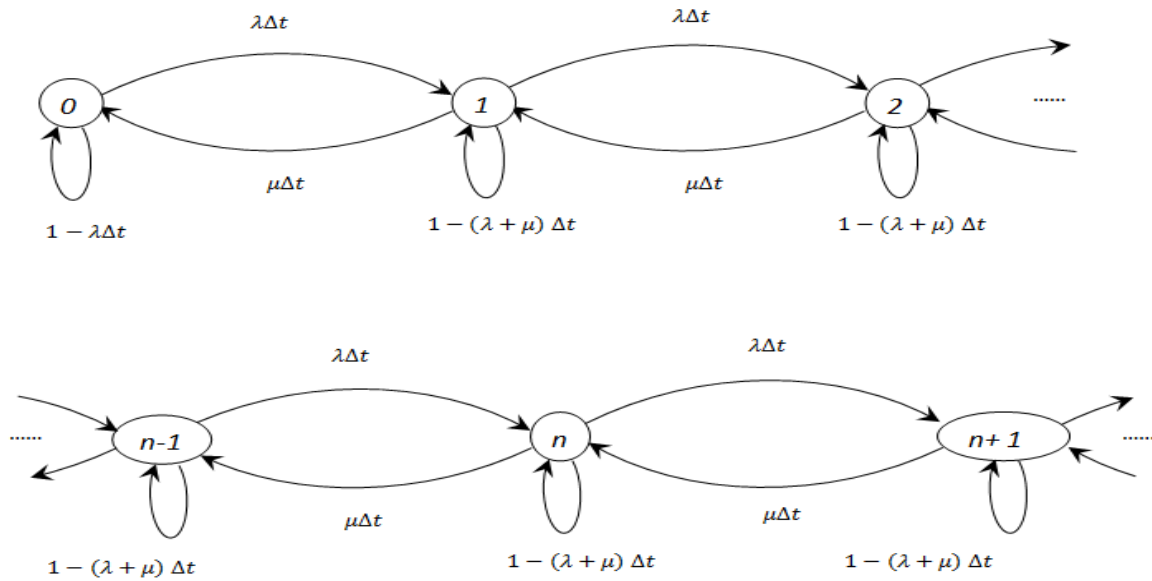 λΔt λΔt
0 1 2 ......
μΔt μΔt
1 − λΔt 1 − (λ + μ) Δt 1 − (λ + μ) Δt
λΔt λΔt
...... n-1 n n+1 ......
μΔt μΔt
1 − (λ + μ) Δt 1 − (λ + μ) Δt 1 − (λ + μ) Δt